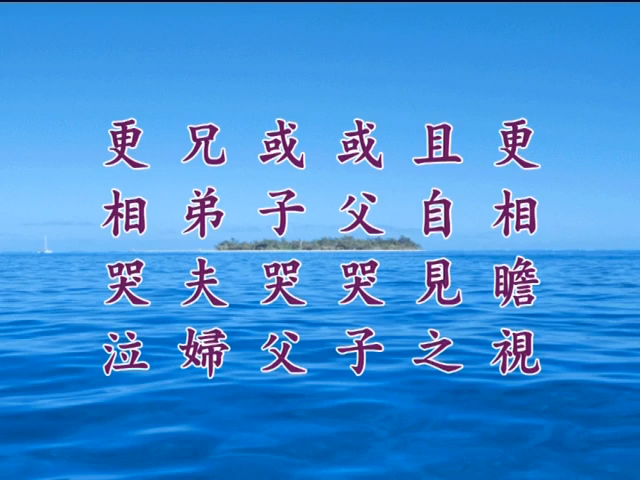 更相瞻視
且自見之
或父哭子
或子哭父
兄弟夫婦
更相哭泣